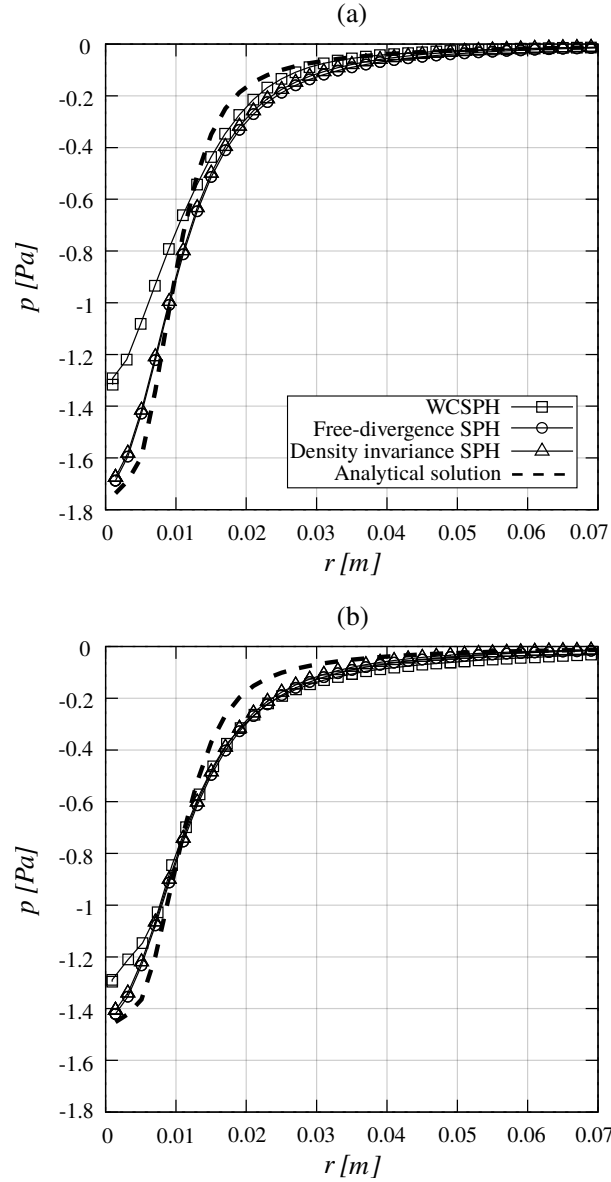 (a)
0
-0.2
-0.4
-0.6
-0.8
-1
-1.2
-1.4
-1.6
-1.8
p [Pa]
WCSPH
Free-divergence SPH
Density invariance SPH
Analytical solution
0 0.01 0.02 0.03 0.04 0.05 0.06 0.07
r [m]
(b)
0
-0.2
-0.4
-0.6
-0.8
-1
-1.2
-1.4
-1.6
-1.8
p [Pa]
0 0.01 0.02 0.03 0.04 0.05 0.06 0.07
r [m]